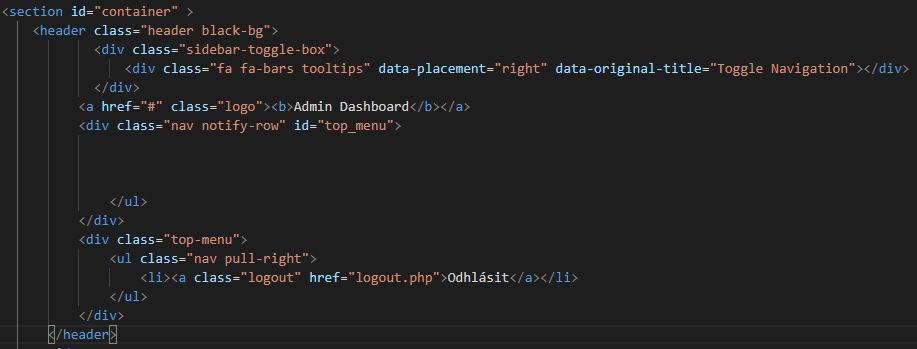 <section id="container" >
<header class="header black-bg">
<div class="sidebar-toggle-box">
<div class="fa fa-bars tooltips" data-placement="right" data-original-title="Toggle Navigation"></div>
</div>
<a href="#" class="logo"><b>Admin Dashboard</b></a>
<div class="nav notify-row" id="top_menu">
</ul>
</div>
<div class="top-menu">
<ul class="nav pull-right">
<li><a class="logout" href="logout.php">Odhlásit</a></li>
</ul>
</div>
</header>